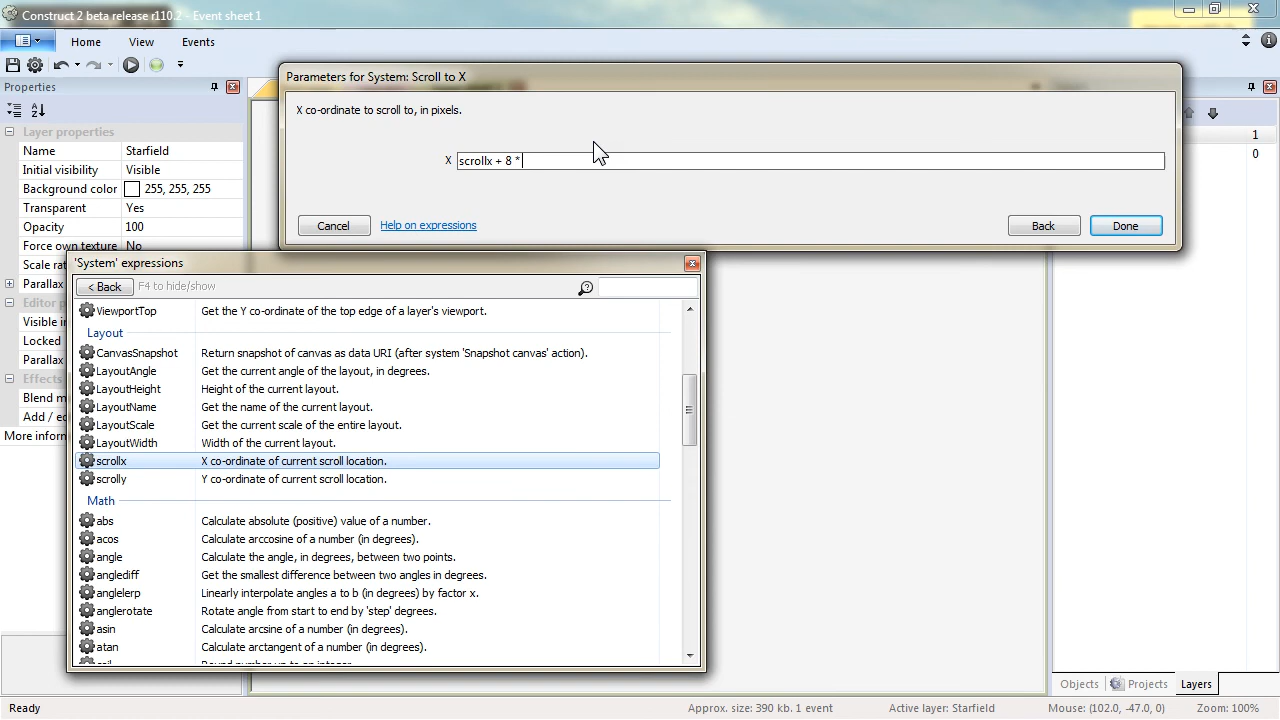 Construct 2 beta release r110.2 - Event sheet 1
Home View Events
Properties
Parameters for System: Scroll to X
X co-ordinate to scroll to, in pixels.
X scrollx + 8 *
Cancel Help on expressions Back Done
Layer properties
Name Starfield
Initial visibility Visible
Background color 255, 255, 255
Transparent Yes
Opacity 100
Force own texture No
Scale rat
Parallax
Editor p
Visible in
Locked
Parallax
Effects
Blend m
Add / ed
More inform
1
0
'System' expressions
< Back F4 to hide/show
ViewportTop Get the Y co-ordinate of the top edge of a layer's viewport.
Layout
CanvasSnapshot Return snapshot of canvas as data URI (after system 'Snapshot canvas' action).
LayoutAngle Get the current angle of the layout, in degrees.
LayoutHeight Height of the current layout.
LayoutName Get the name of the current layout.
LayoutScale Get the current scale of the entire layout.
LayoutWidth Width of the current layout.
scrollx X co-ordinate of current scroll location.
scrolly Y co-ordinate of current scroll location.
Math
abs Calculate absolute (positive) value of a number.
acos Calculate arccosine of a number (in degrees).
angle Calculate the angle, in degrees, between two points.
anglediff Get the smallest difference between two angles in degrees.
anglelerp Linearly interpolate angles a to b (in degrees) by factor x.
anglerotate Rotate angle from start to end by 'step' degrees.
asin Calculate arcsine of a number (in degrees).
atan Calculate arctangent of a number (in degrees).
Objects Projects Layers
Ready Approx. size: 390 kb. 1 event Active layer: Starfield Mouse: (102.0, -47.0, 0) Zoom: 100%